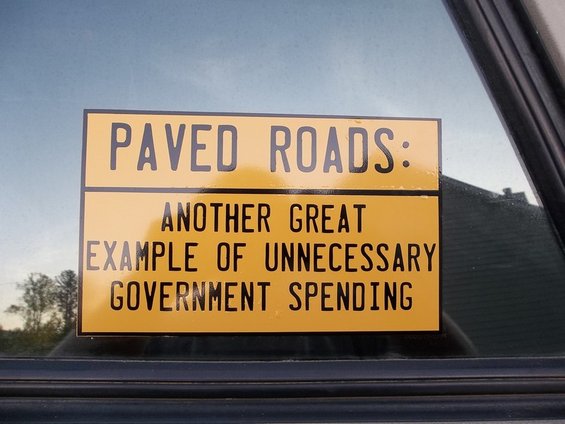 PAVED ROADS:
ANOTHER GREAT
EXAMPLE OF UNNECESSARY
GOVERNMENT SPENDING